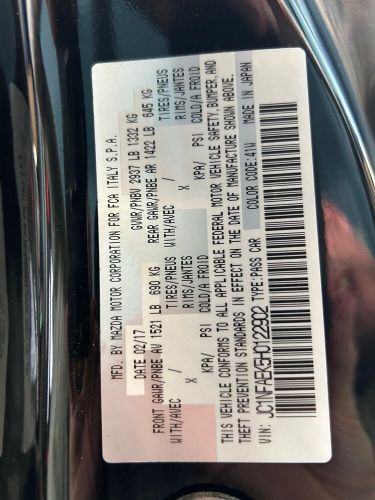 MFD. BY MAZDA MOTOR CORPORATION FOR FCA ITALY S.P.A.
DATE 02/17 GVWR/PNBV 2937 LB 1332 KG
FRONT GAWR/PNBE AV 1521 LB 690 KG REAR GAWR/PNBE AR 1422 LB 645 KG
WITH/AVEC / TIRES/PNEUS WITH/AVEC / TIRES/PNEUS
X RIMS/JANTES X RIMS/JANTES
KPA/ PSI COLD/A FROID KPA/ PSI COLD/A FROID
THIS VEHICLE CONFORMS TO ALL APPLICABLE FEDERAL MOTOR VEHICLE SAFETY, BUMPER, AND
THEFT PREVENTION STANDARDS IN EFFECT ON THE DATE OF MANUFACTURE SHOWN ABOVE.
VIN: JC1NFAEK5H0122902 TYPE:PASS CAR COLOR CODE:41W MADE IN JAPAN